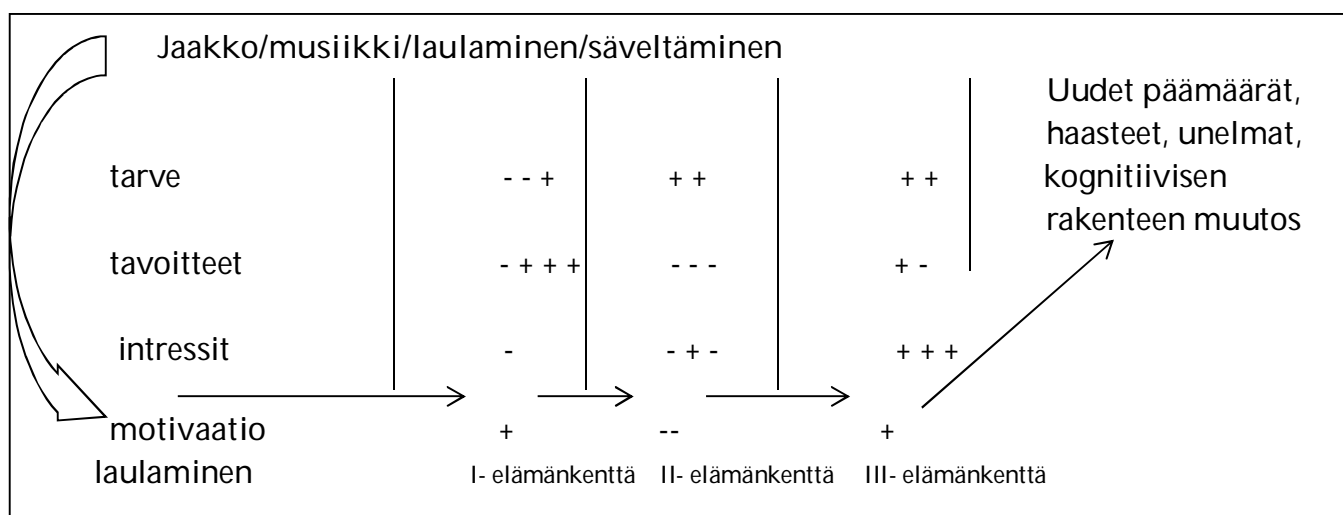 Jaakko/musiikki/laulaminen/säveltäminen
Uudet päämäärät,
haasteet, unelmat,
kognitiivisen
rakenteen muutos
tarve - - + + + + +
tavoitteet - + + + - - - + -
intressit - - + - + + +
motivaatio + -- +
laulaminen I- elämänkenttä II- elämänkenttä III- elämänkenttä